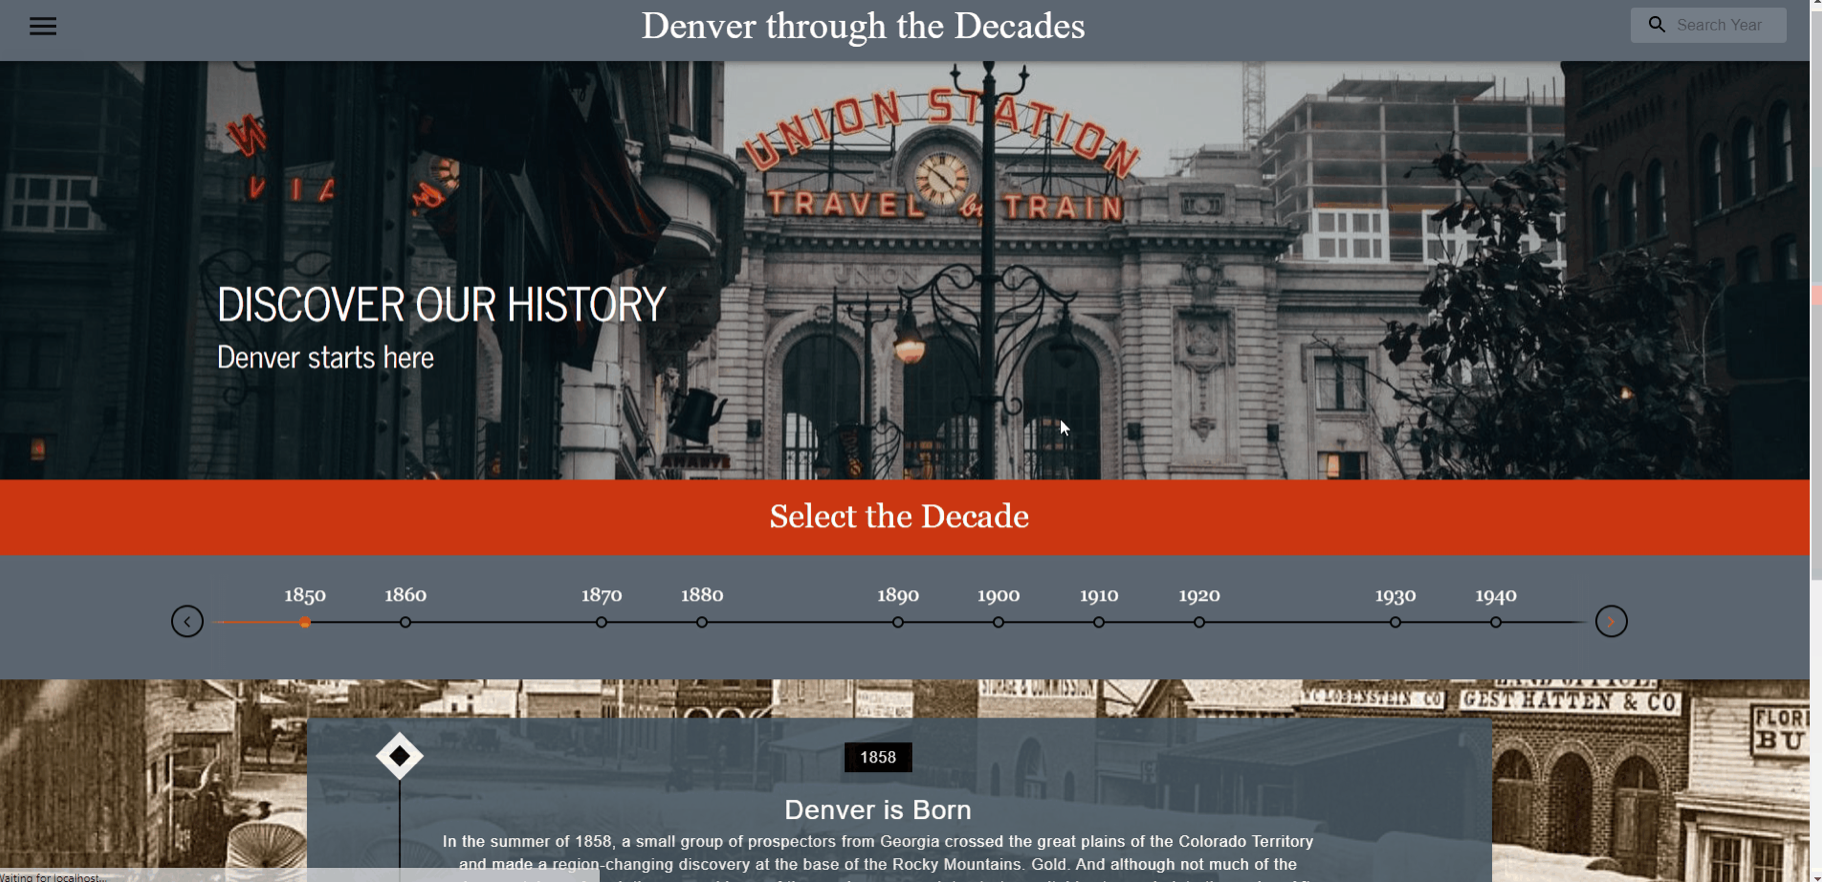 Denver through the Decades
Search Year
UNION STATION
TRAVEL by TRAIN
UNION
DISCOVER OUR HISTORY
Denver starts here
Select the Decade
1850 1860 1870 1880 1890 1900 1910 1920 1930 1940
LOBENSTEIN CO
GEST HATTEN & CO
FLOR
BU
1858
Denver is Born
In the summer of 1858, a small group of prospectors from Georgia crossed the great plains of the Colorado Territory
and made a region-changing discovery at the base of the Rocky Mountains. Gold. And although not much of the
Waiting for localhost...